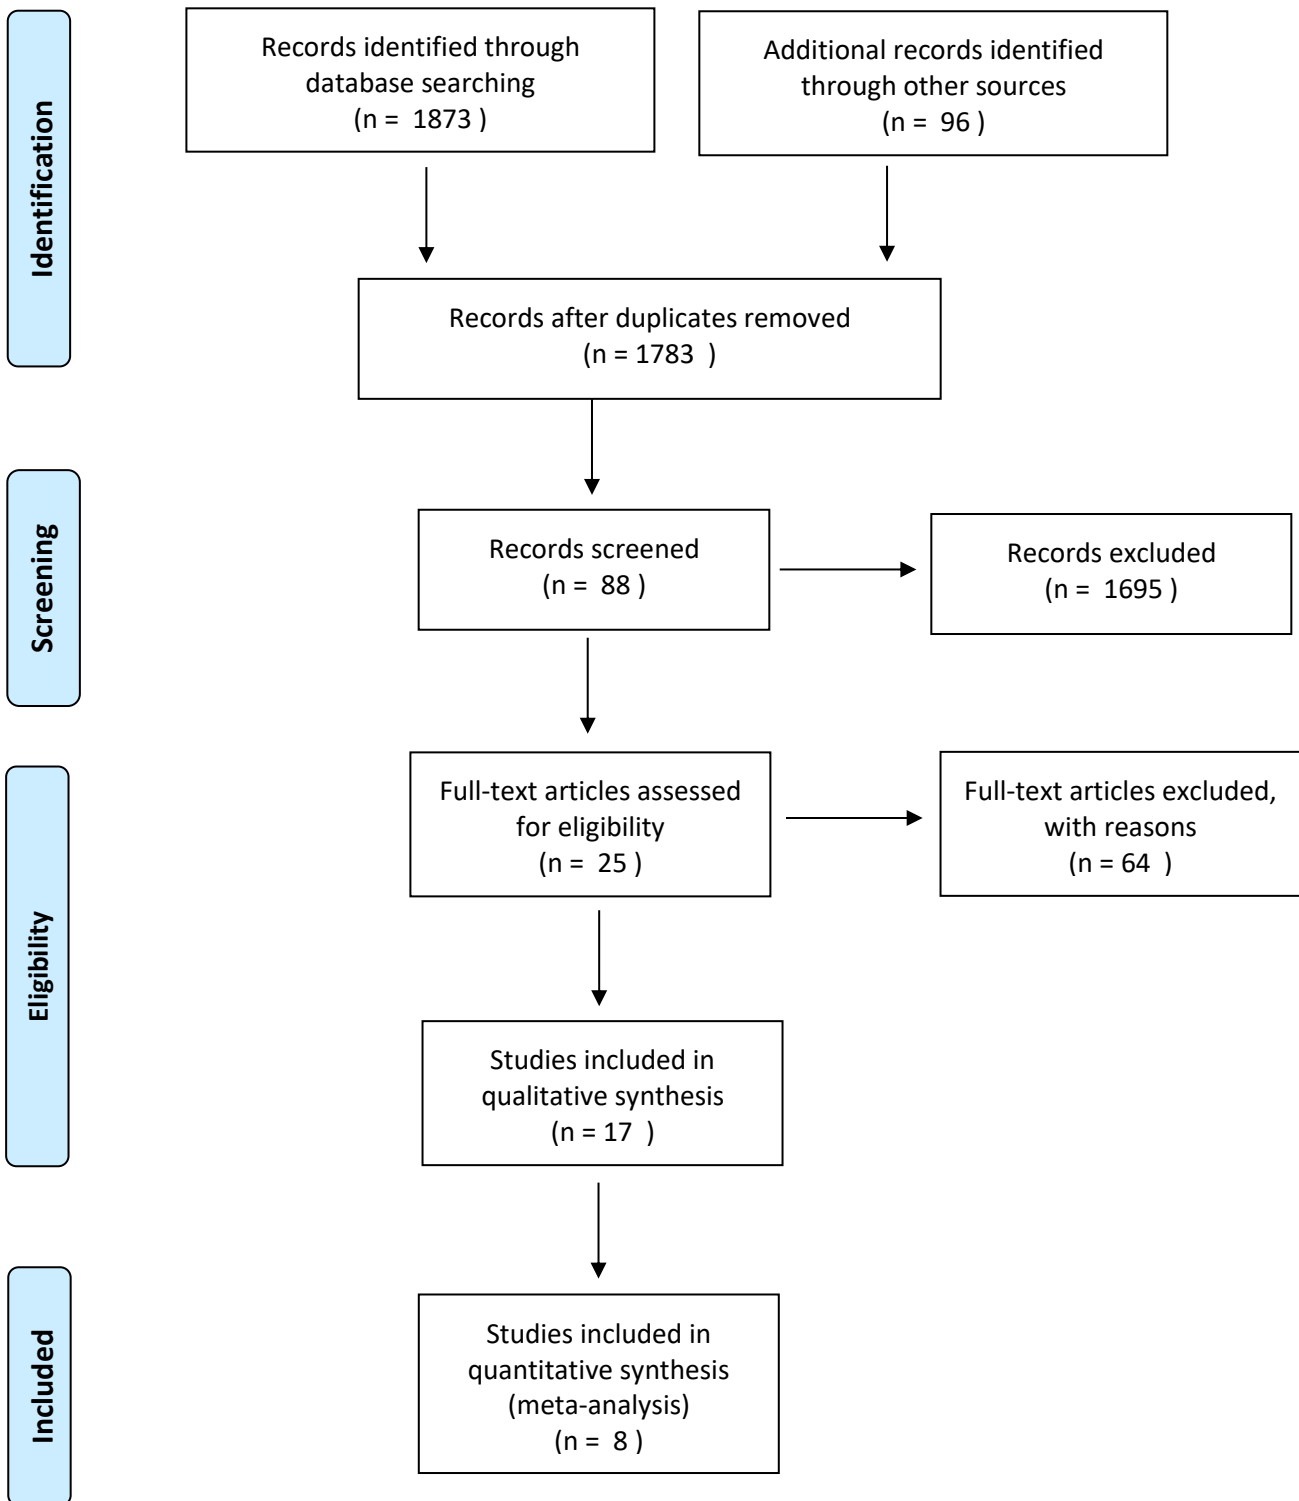 Identification
Records identified through
database searching
(n =  1873 )
Additional records identified
through other sources
(n =  96 )
Records after duplicates removed
(n = 1783  )
Screening
Records screened
(n =  88 )
Records excluded
(n =  1695 )
Eligibility
Full-text articles assessed
for eligibility
(n =  25 )
Full-text articles excluded,
with reasons
(n = 64  )
Studies included in
qualitative synthesis
(n = 17  )
Included
Studies included in
quantitative synthesis
(meta-analysis)
(n =  8 )